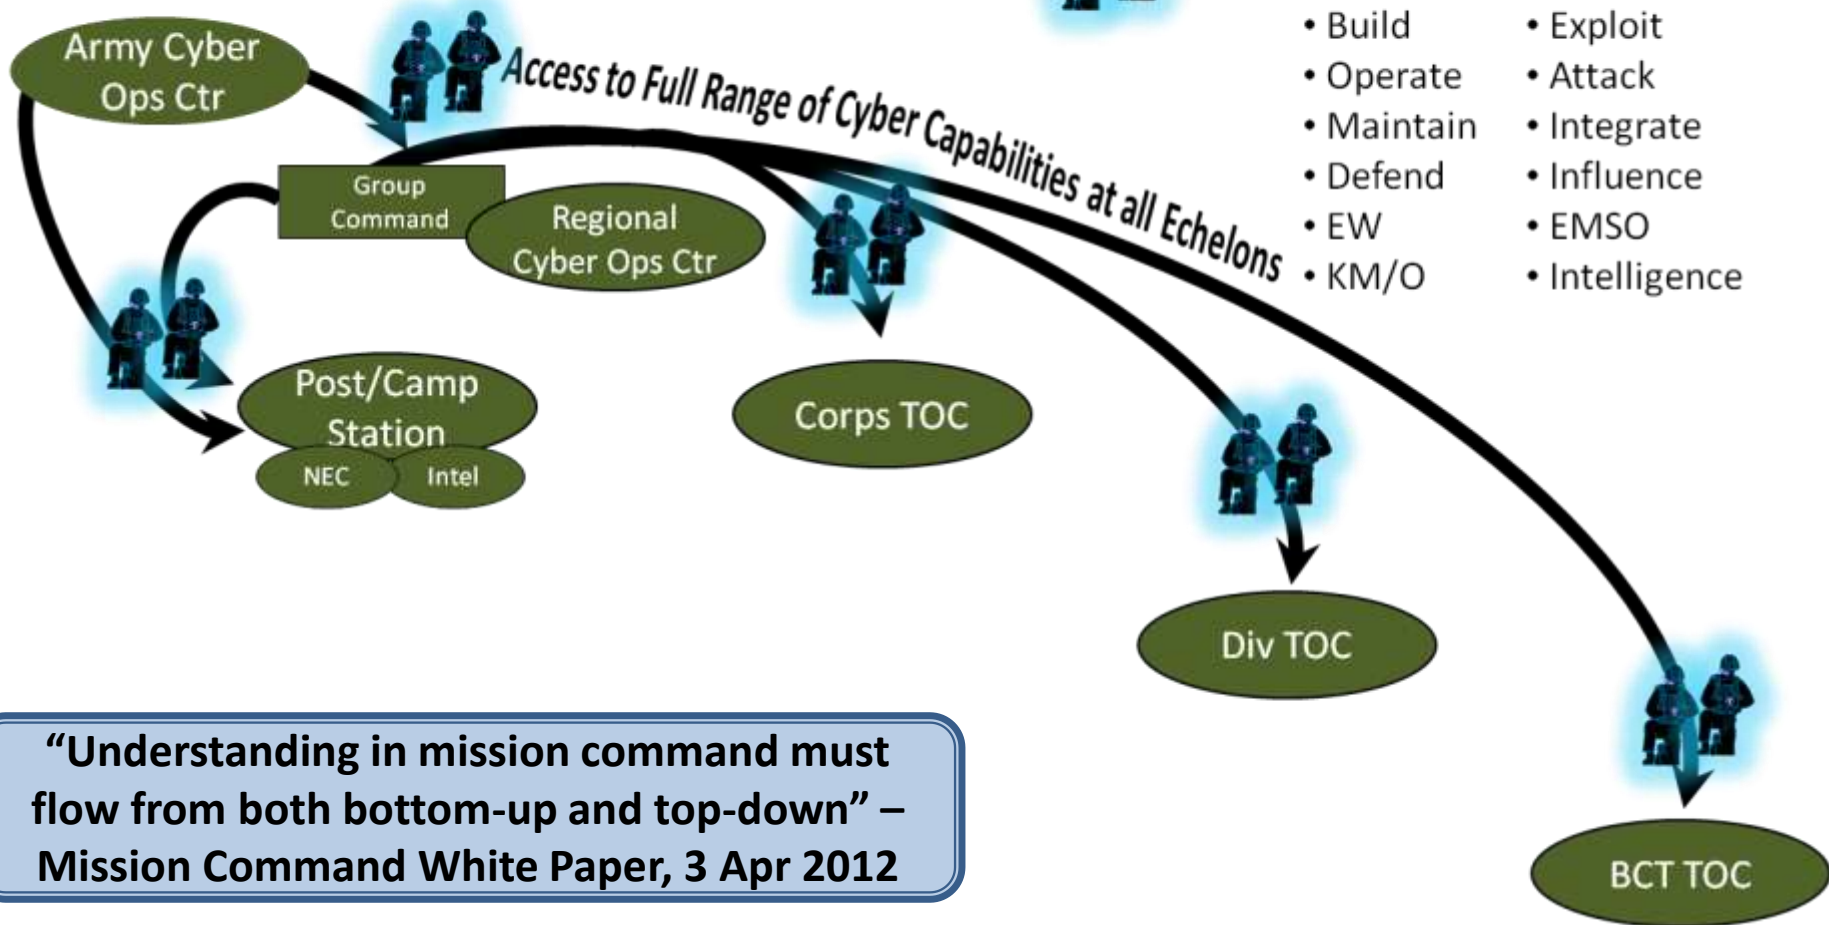 Army Cyber
Ops Ctr
Access to Full Range of Cyber Capabilities at all Echelons
• Build
• Operate
• Maintain
• Defend
• EW
• KM/O
• Exploit
• Attack
• Integrate
• Influence
• EMSO
• Intelligence
Group
Command
Regional
Cyber Ops Ctr
Post/Camp
Station
NEC
Intel
Corps TOC
Div TOC
BCT TOC
“Understanding in mission command must
flow from both bottom-up and top-down” –
Mission Command White Paper, 3 Apr 2012